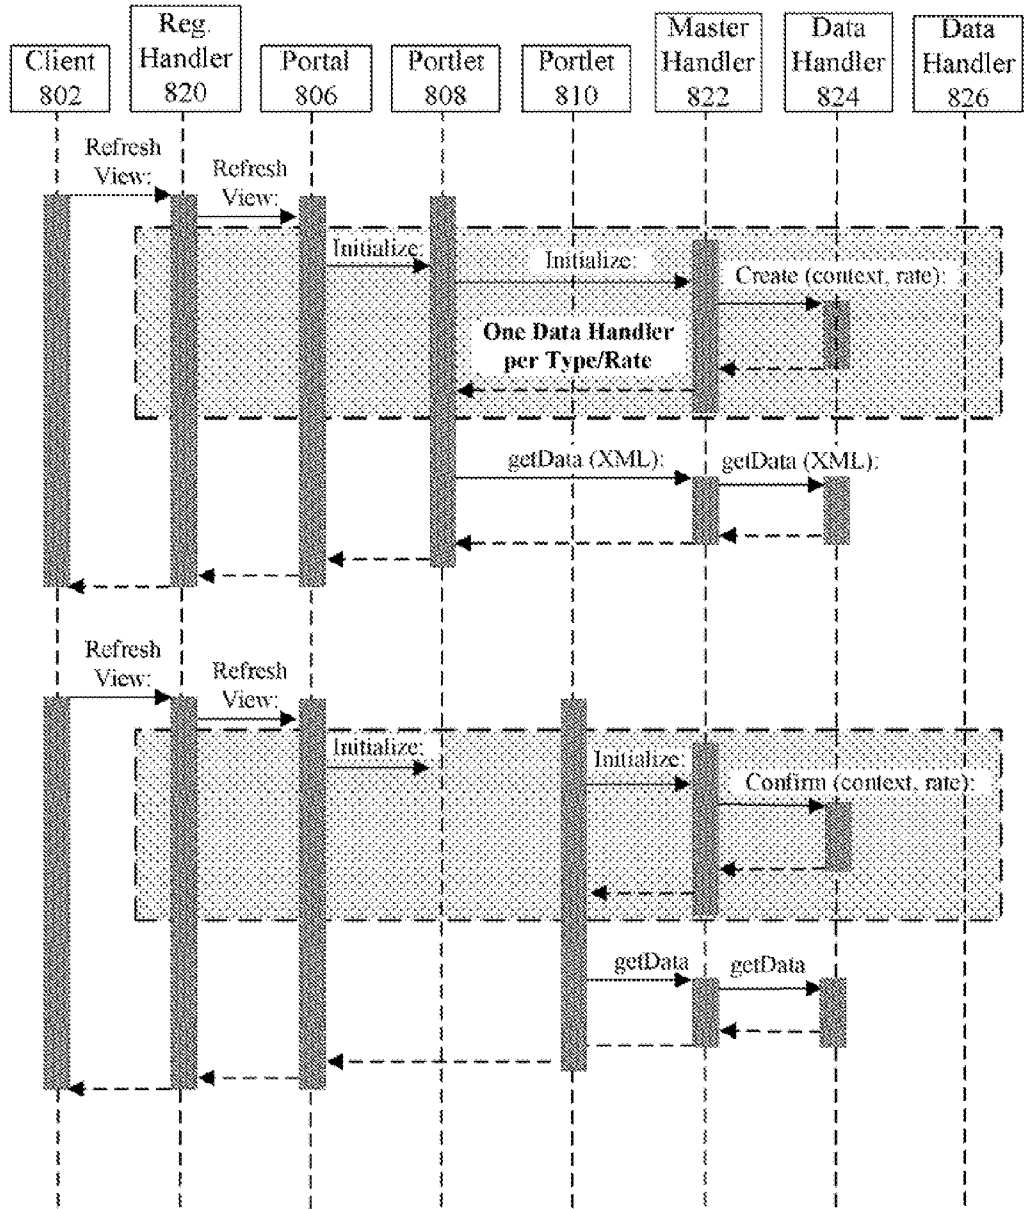 Client
802
Reg.
Handler
820
Portal
806
Portlet
808
Portlet
810
Master
Handler
822
Data
Handler
824
Data
Handler
826
Refresh
View:
Refresh
View:
Initialize:
Initialize:
Create (context, rate):
One Data Handler
per Type/Rate
getData (XML):
getData (XML):
Refresh
View:
Refresh
View:
Initialize:
Initialize:
Confirm (context, rate):
getData
getData